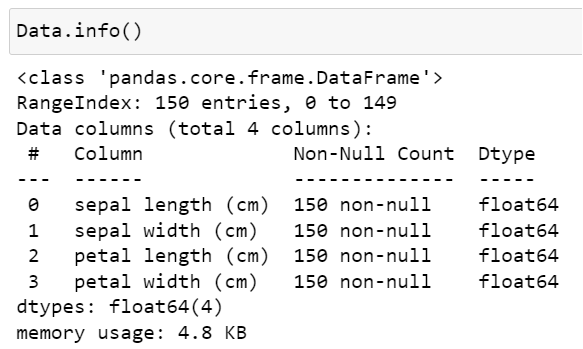 Data.info()
<class 'pandas.core.frame.DataFrame'>
RangeIndex: 150 entries, 0 to 149
Data columns (total 4 columns):
 #   Column             Non-Null Count  Dtype
---  ------             --------------  -----
 0   sepal length (cm)  150 non-null    float64
 1   sepal width (cm)   150 non-null    float64
 2   petal length (cm)  150 non-null    float64
 3   petal width (cm)   150 non-null    float64
dtypes: float64(4)
memory usage: 4.8 KB